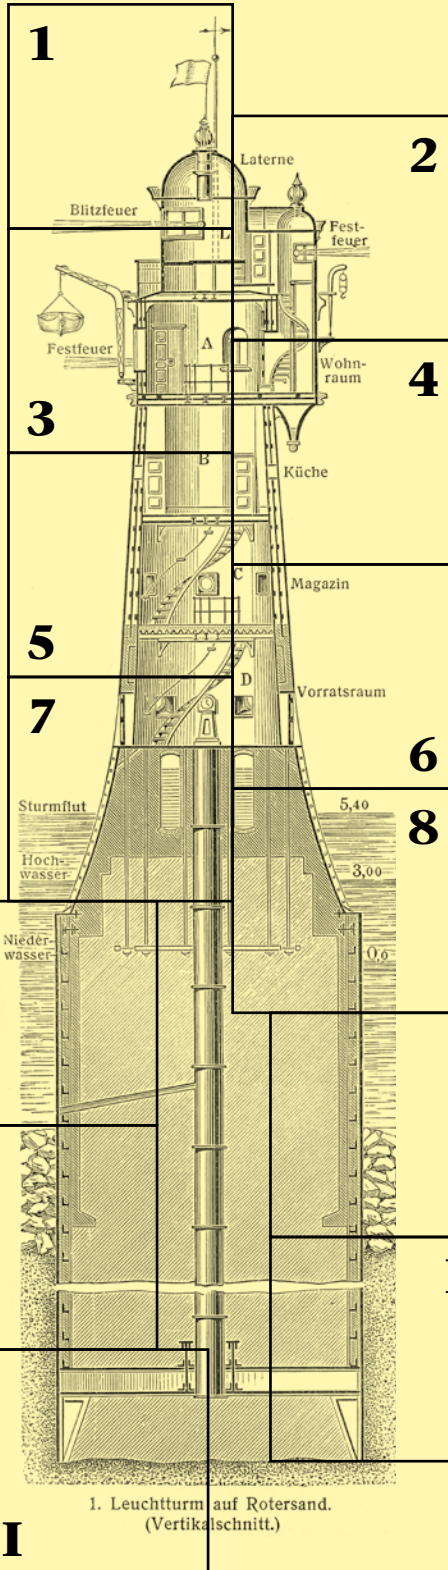 1
2
Laterne
Blitzfeuer
Fest-
feuer
L
Festfeuer
A
Wohn-
raum
3
4
B
Küche
C
Magazin
5
D
Vorratsraum
7
6
Sturmflut
5,40
8
Hoch-
wasser
3,00
Nieder-
wasser
0,0
1. Leuchtturm auf Rotersand.
(Vertikalschnitt.)
I